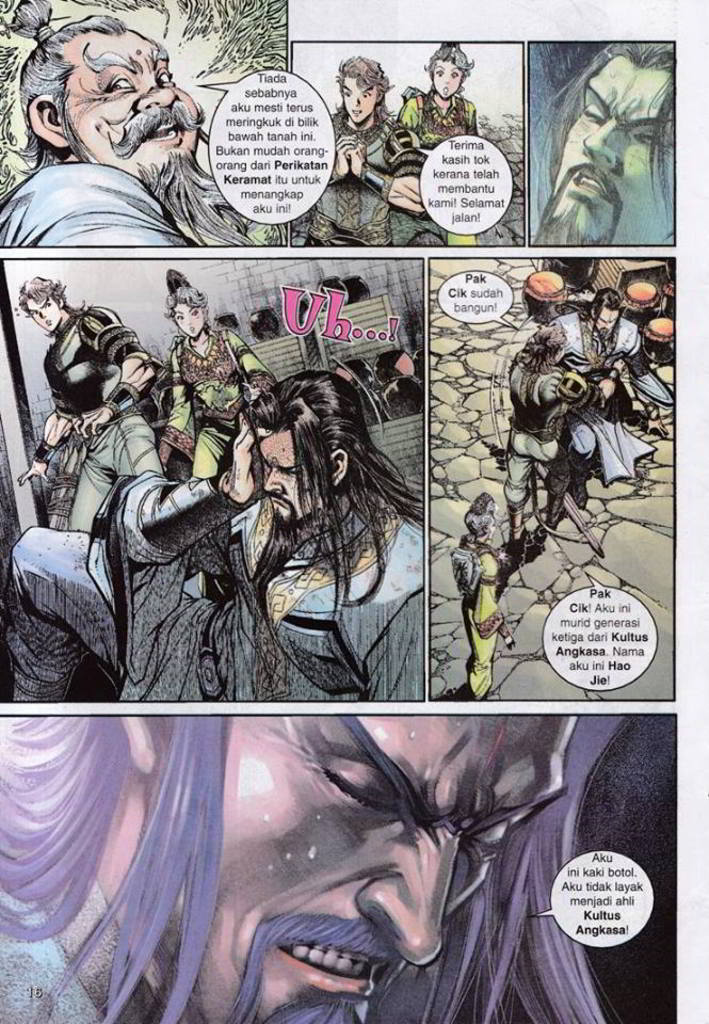 Tiada
sebabnya
aku mesti terus
meringkuk di bilik
bawah tanah ini.
Bukan mudah orang-
orang dari Perikatan
Keramat itu untuk
menangkap
aku ini!
Terima
kasih tok
kerana telah
membantu
kami! Selamat
jalan!
Uh...!
Pak
Cik sudah
bangun!
Pak
Cik! Aku ini
murid generasi
ketiga dari Kultus
Angkasa. Nama
aku ini Hao
Jie!
Aku
ini kaki botol.
Aku tidak layak
menjadi ahli
Kultus
Angkasa!
16